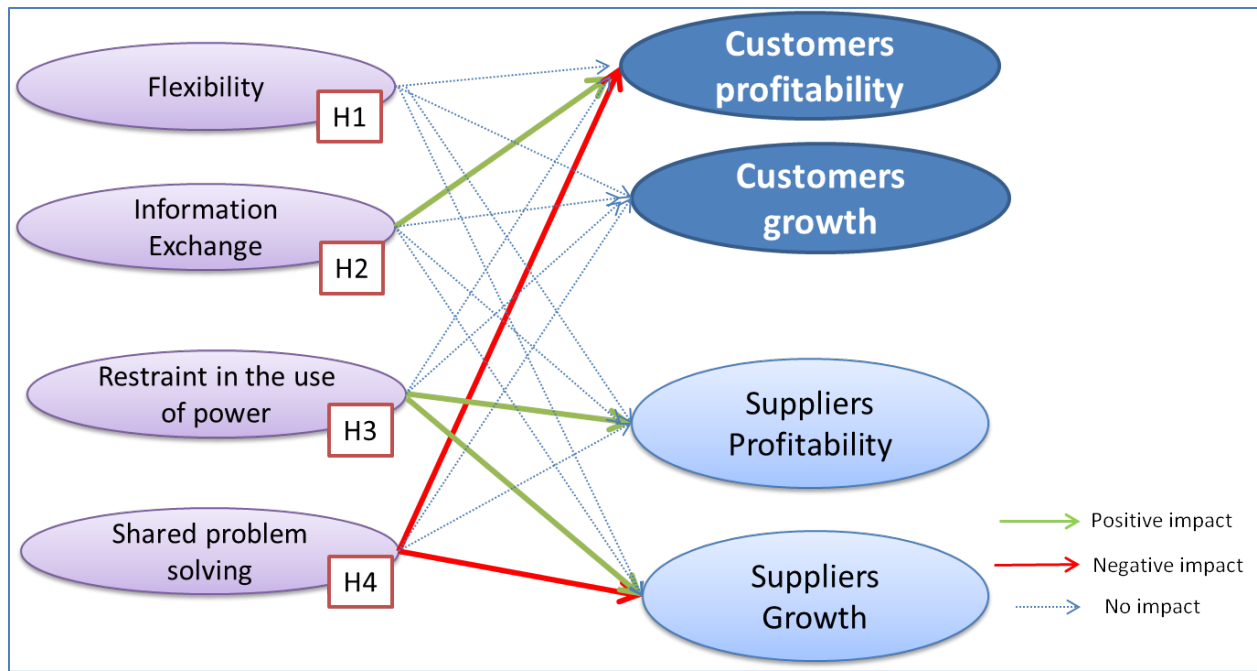 Flexibility
H1
Information
Exchange
H2
Restraint in the use
of power
H3
Shared problem
solving
H4
Customers
profitability
Customers
growth
Suppliers
Profitability
Suppliers
Growth
Positive impact
Negative impact
No impact